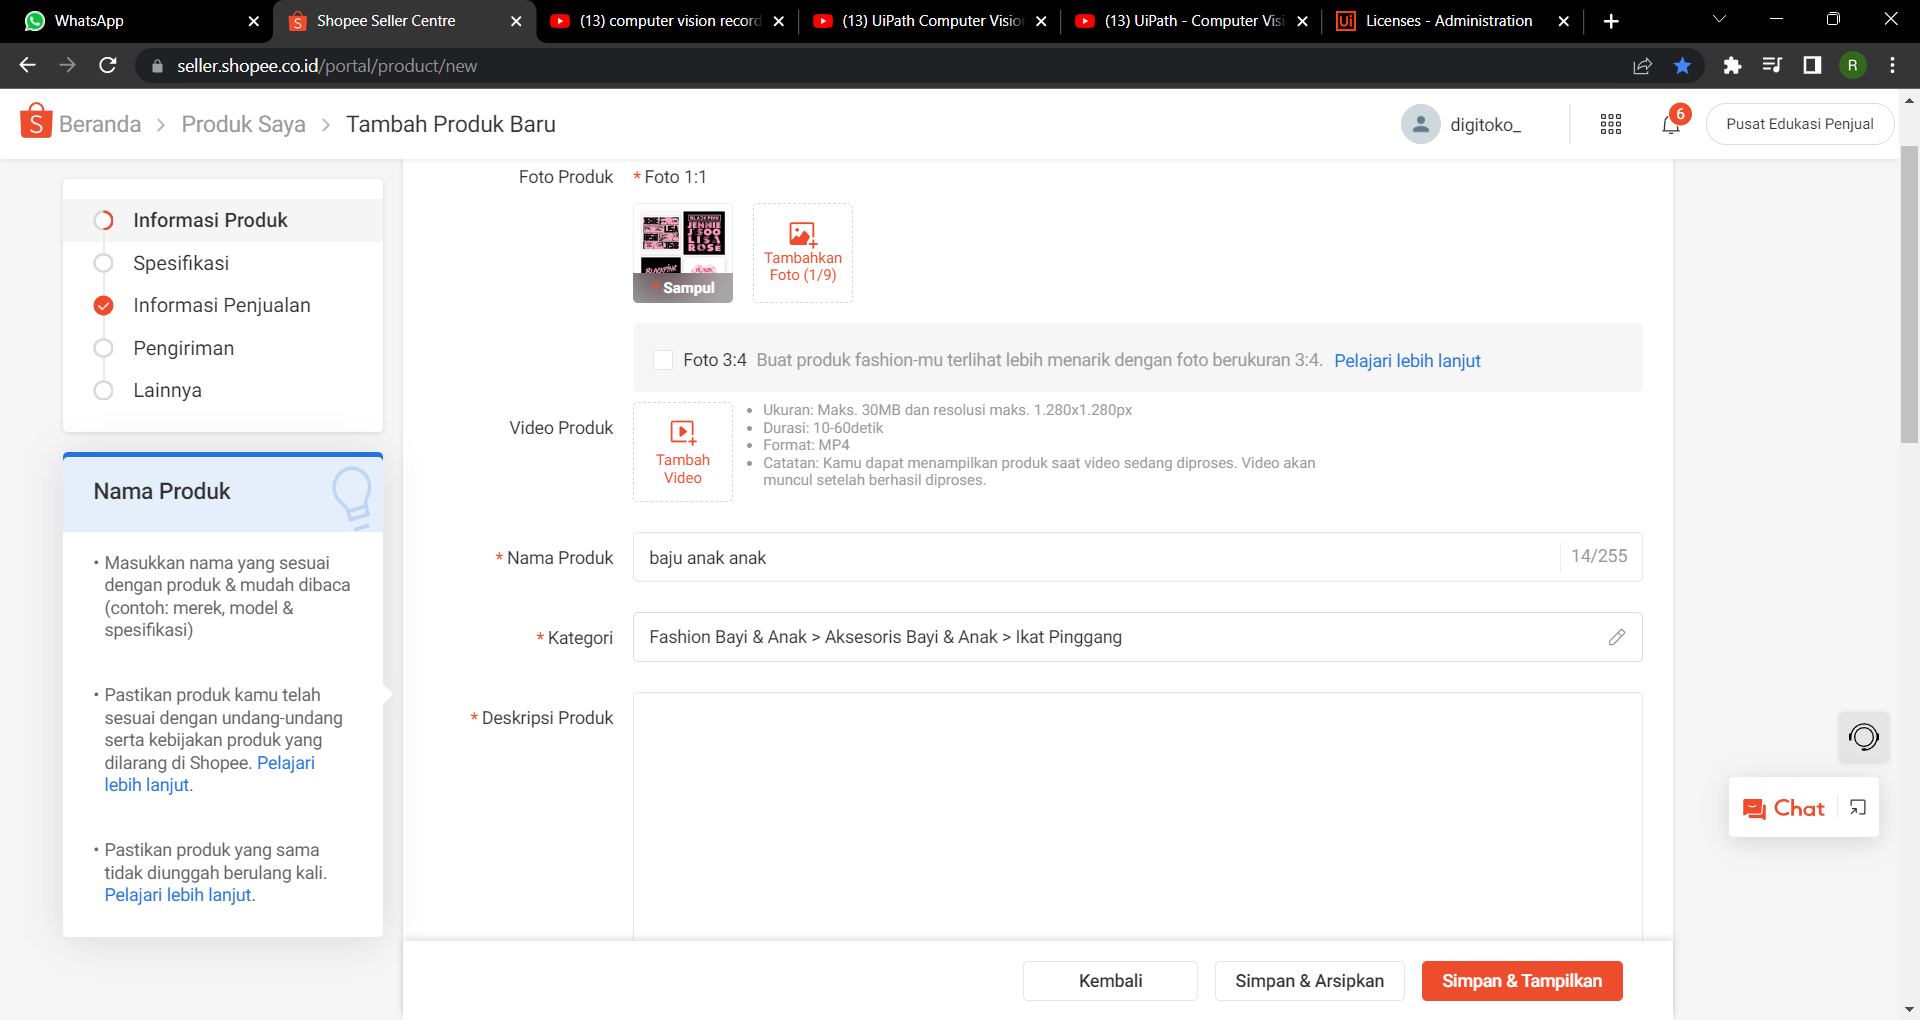 WhatsApp
Shopee Seller Centre
(13) computer vision record
(13) UiPath Computer Visio
(13) UiPath - Computer Vis
Ui Licenses - Administration
seller.shopee.co.id/portal/product/new
R
S Beranda > Produk Saya > Tambah Produk Baru
digitoko_
6
Pusat Edukasi Penjual
Informasi Produk
Spesifikasi
Informasi Penjualan
Pengiriman
Lainnya
Nama Produk
• Masukkan nama yang sesuai
dengan produk & mudah dibaca
(contoh: merek, model &
spesifikasi)
• Pastikan produk kamu telah
sesuai dengan undang-undang
serta kebijakan produk yang
dilarang di Shopee. Pelajari
lebih lanjut.
• Pastikan produk yang sama
tidak diunggah berulang kali.
Pelajari lebih lanjut.
Foto Produk
* Foto 1:1
BLACKPINK
JENNIE
JISOO
LISA
ROSE
* Sampul
Tambahkan
Foto (1/9)
Foto 3:4 Buat produk fashion-mu terlihat lebih menarik dengan foto berukuran 3:4. Pelajari lebih lanjut
Video Produk
Tambah
Video
• Ukuran: Maks. 30MB dan resolusi maks. 1.280x1.280px
• Durasi: 10-60detik
• Format: MP4
• Catatan: Kamu dapat menampilkan produk saat video sedang diproses. Video akan
muncul setelah berhasil diproses.
* Nama Produk
baju anak anak
14/255
* Kategori
Fashion Bayi & Anak > Aksesoris Bayi & Anak > Ikat Pinggang
* Deskripsi Produk
Chat
Kembali
Simpan & Arsipkan
Simpan & Tampilkan